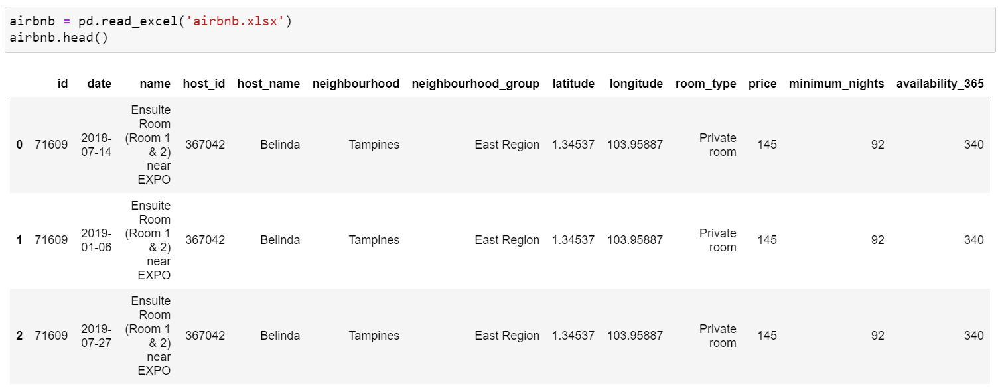 airbnb = pd.read_excel('airbnb.xlsx')
airbnb.head()
id date name host_id host_name neighbourhood neighbourhood_group latitude longitude room_type price minimum_nights availability_365
0 71609 2018-07-14 Ensuite Room (Room 1 & 2) near EXPO 367042 Belinda Tampines East Region 1.34537 103.95887 Private room 145 92 340
1 71609 2019-01-06 Ensuite Room (Room 1 & 2) near EXPO 367042 Belinda Tampines East Region 1.34537 103.95887 Private room 145 92 340
2 71609 2019-07-27 Ensuite Room (Room 1 & 2) near EXPO 367042 Belinda Tampines East Region 1.34537 103.95887 Private room 145 92 340